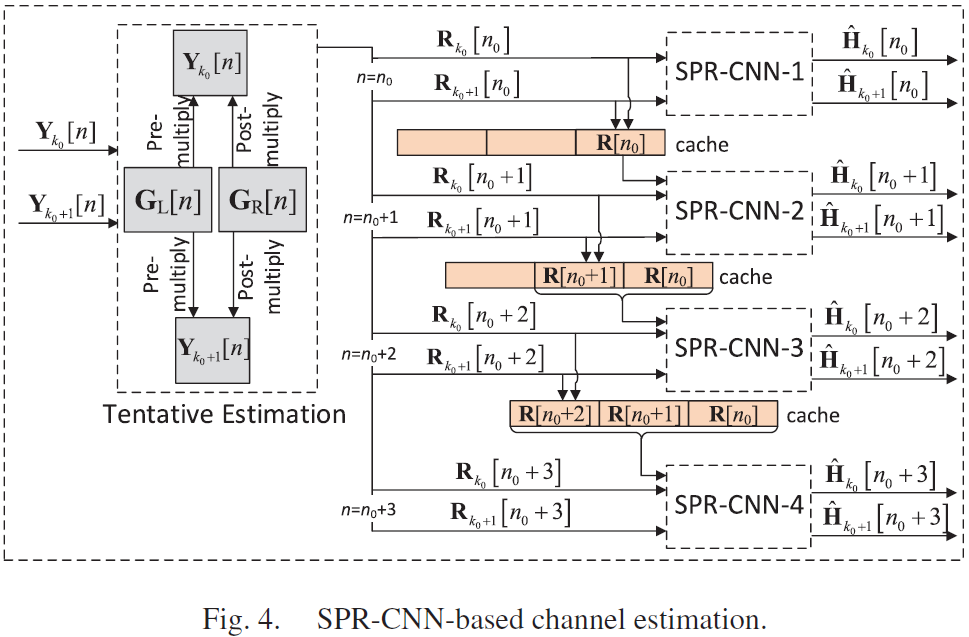 Y_{k_0}[n]
Pre-multiply
Post-multiply
Y_{k_0}[n]
Y_{k_0+1}[n]
G_L[n]
G_R[n]
Pre-multiply
Post-multiply
Y_{k_0+1}[n]
Tentative Estimation
n=n_0
R_{k_0}[n_0]
R_{k_0+1}[n_0]
SPR-CNN-1
Ĥ_{k_0}[n_0]
Ĥ_{k_0+1}[n_0]
R[n_0]
cache
n=n_0+1
R_{k_0}[n_0+1]
R_{k_0+1}[n_0+1]
SPR-CNN-2
Ĥ_{k_0}[n_0+1]
Ĥ_{k_0+1}[n_0+1]
R[n_0+1]
R[n_0]
cache
n=n_0+2
R_{k_0}[n_0+2]
R_{k_0+1}[n_0+2]
SPR-CNN-3
Ĥ_{k_0}[n_0+2]
Ĥ_{k_0+1}[n_0+2]
R[n_0+2]
R[n_0+1]
R[n_0]
cache
n=n_0+3
R_{k_0}[n_0+3]
R_{k_0+1}[n_0+3]
SPR-CNN-4
Ĥ_{k_0}[n_0+3]
Ĥ_{k_0+1}[n_0+3]
Fig. 4. SPR-CNN-based channel estimation.